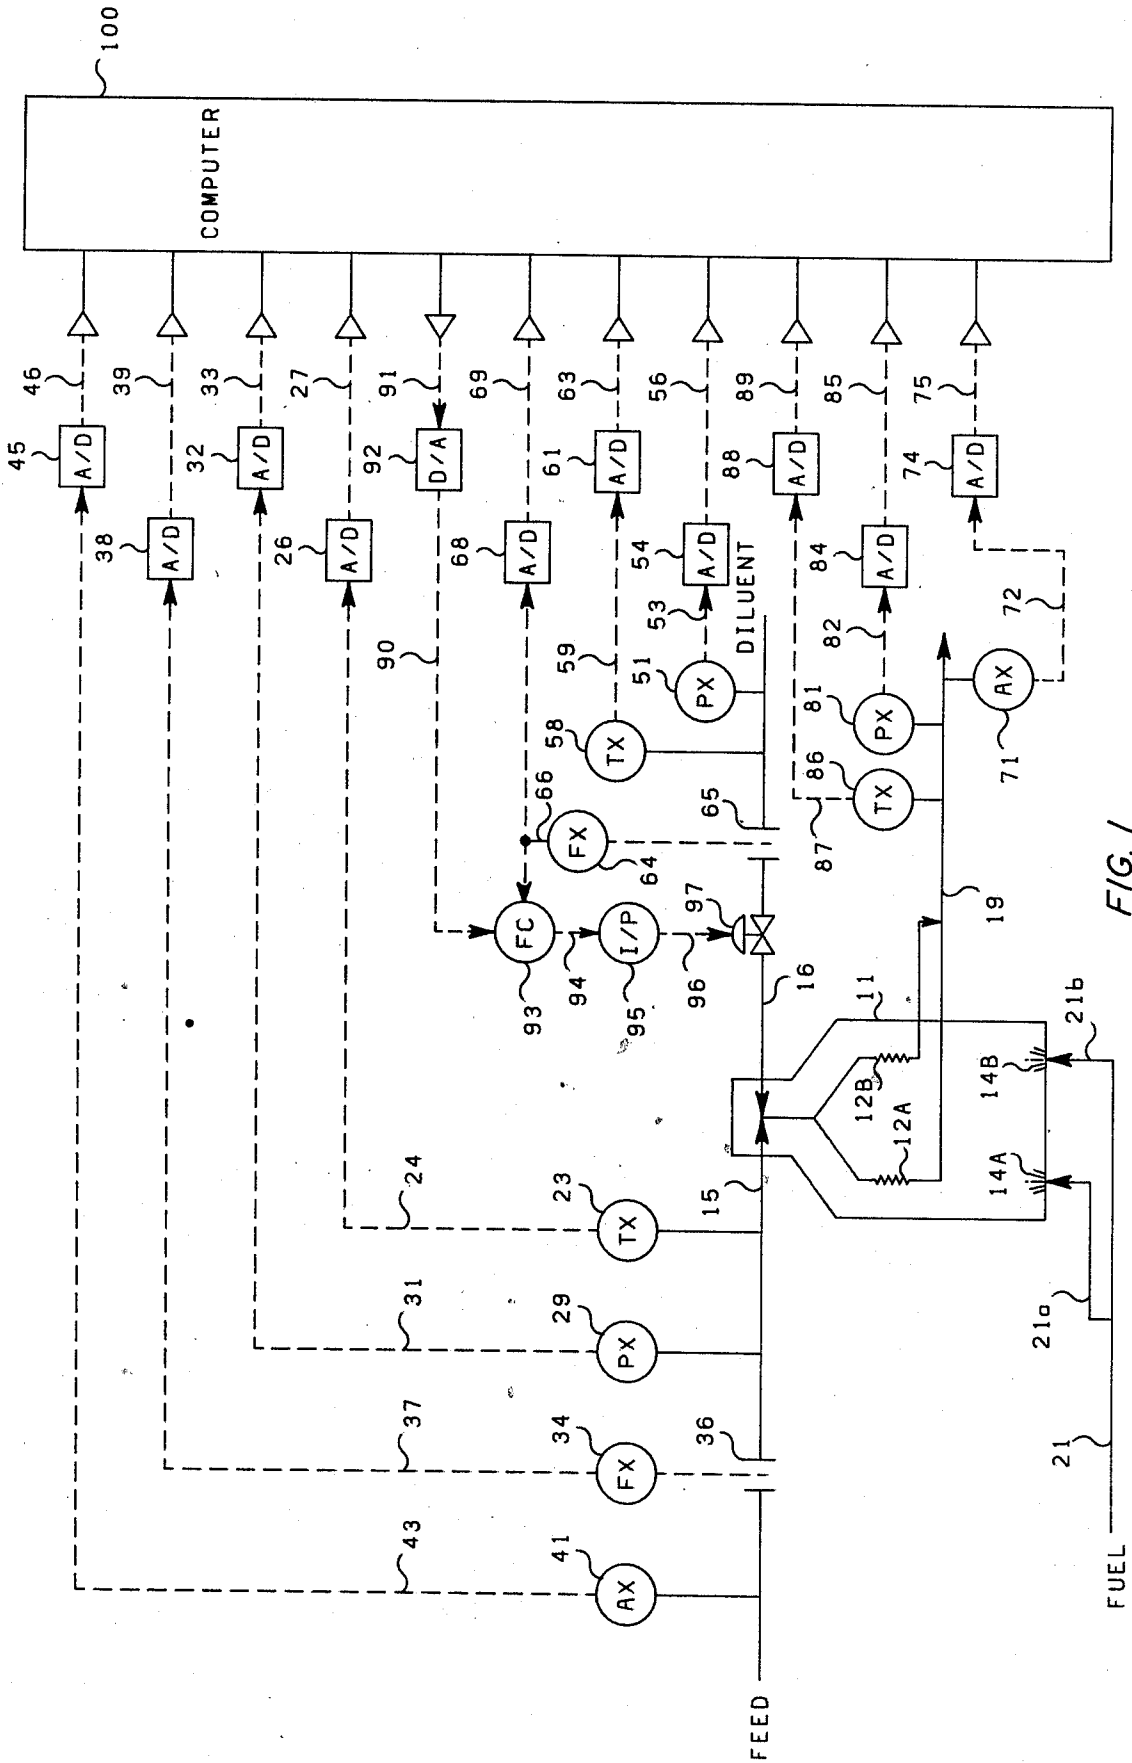 100
COMPUTER
45
A/D
46
38
A/D
39
32
A/D
33
26
A/D
27
92
D/A
91
90
68
A/D
69
61
A/D
63
59
54
A/D
56
53
88
A/D
89
84
A/D
85
82
74
A/D
75
72
43
37
31
24
41
AX
34
FX
29
PX
23
TX
FC
93
94
I/P
95
96
97
FX
64
66
58
TX
51
PX
DILUENT
65
36
FEED
15
16
11
12B
12A
14A
14B
19
86
TX
87
81
PX
AX
71
21a
21b
21
FUEL
FIG. 1